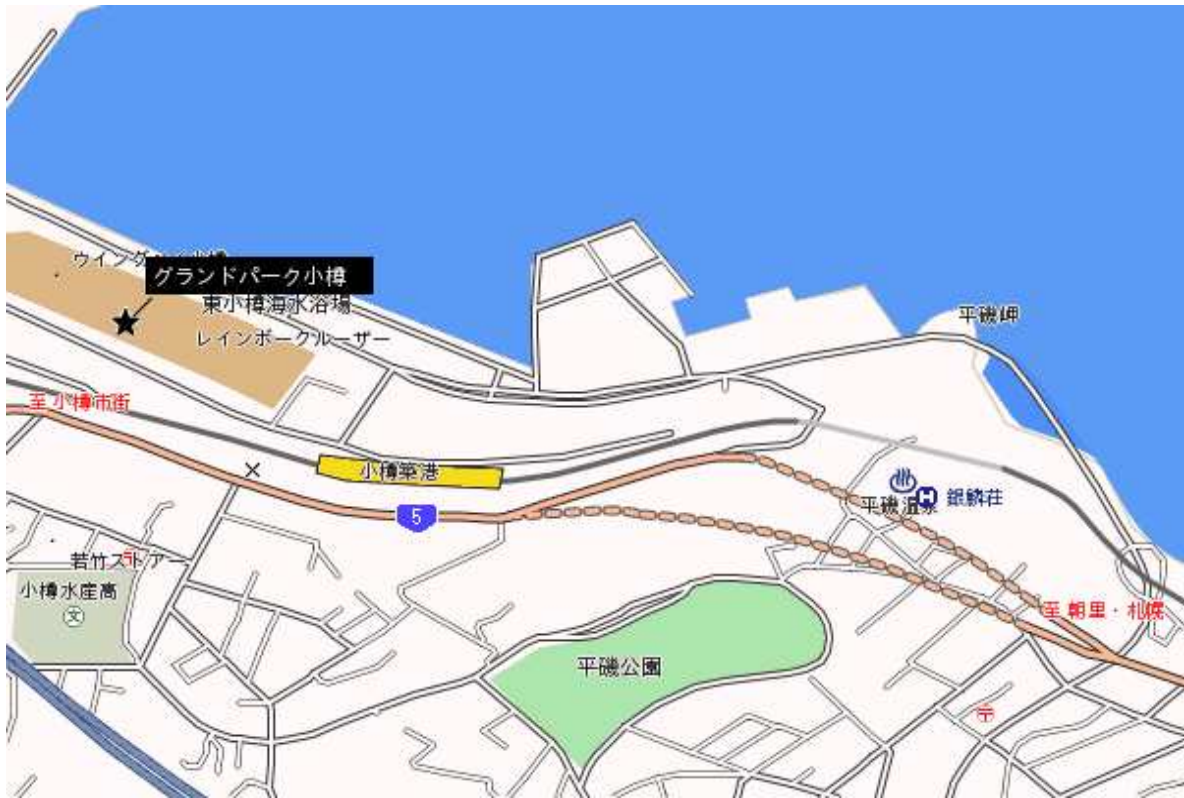 平磯岬
グランドパーク小樽
東小樽海水浴場
レインボークルーザー
至小樽市街
小樽築港
5
平磯温泉
H
銀鱗荘
若竹ストアー
小樽水産高
文
至朝里・札幌
平磯公園
〒